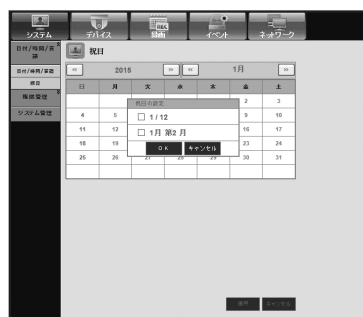 システム デバイス 録画 イベント ネットワーク
REC
日付/時間/言語
日付/時間/言語
祝日
権限管理
システム管理
祝日
<< 2015 >> << 1月 >>
日 月 火 水 木 金 土
2 3
4 5 9 10
11 12 16 17
18 19 23 24
25 26 27 28 29 30 31
祝日の設定
1 / 12
1月 第2 月
OK キャンセル
適用 キャンセル